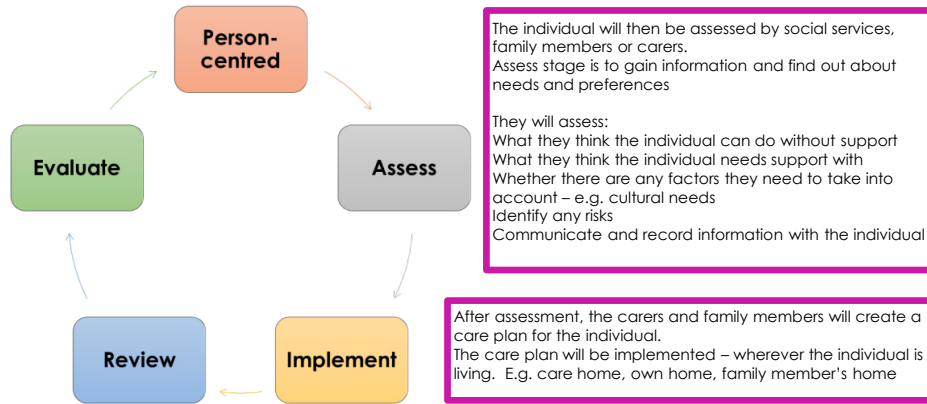 Person-
centred
Assess
Implement
Review
Evaluate
The individual will then be assessed by social services,
family members or carers.
Assess stage is to gain information and find out about
needs and preferences
They will assess:
What they think the individual can do without support
What they think the individual needs support with
Whether there are any factors they need to take into
account – e.g. cultural needs
Identify any risks
Communicate and record information with the individual
After assessment, the carers and family members will create a
care plan for the individual.
The care plan will be implemented – wherever the individual is
living.  E.g. care home, own home, family member's home